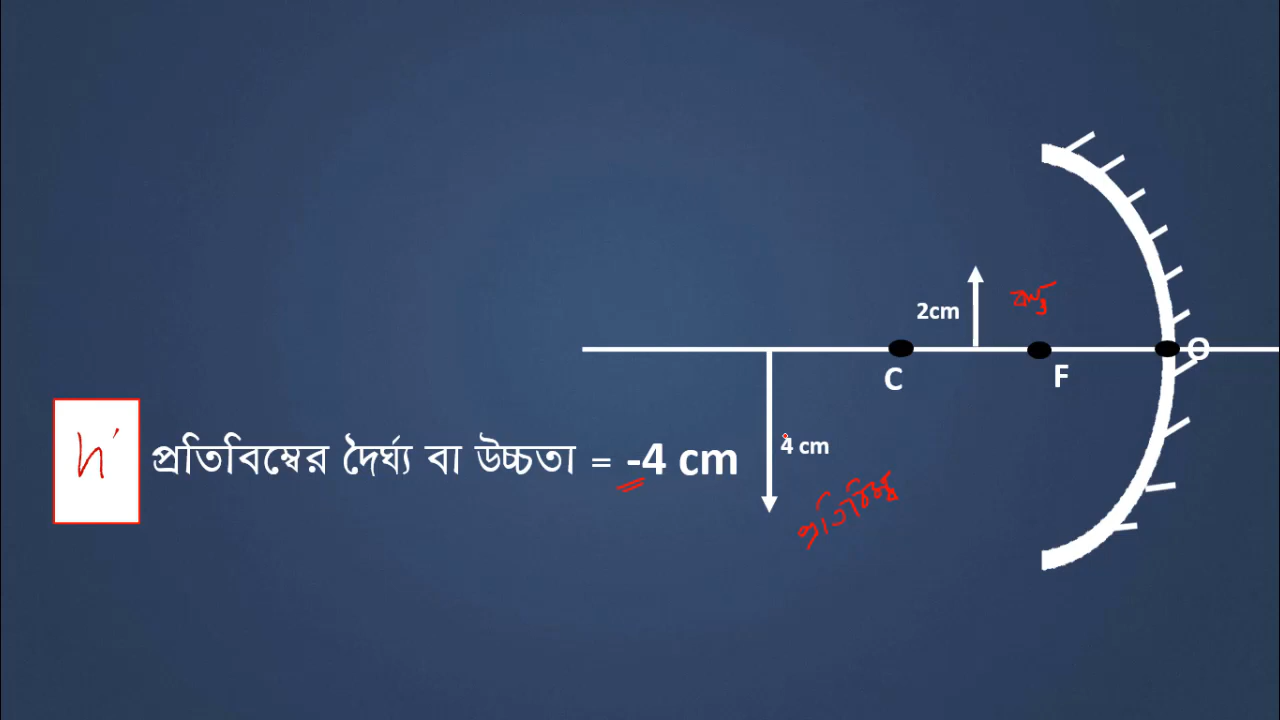 2cm
বস্তু
O
C
F
h′
প্রতিবিম্বের দৈর্ঘ্য বা উচ্চতা = -4 cm
4 cm
প্রতিবিম্ব